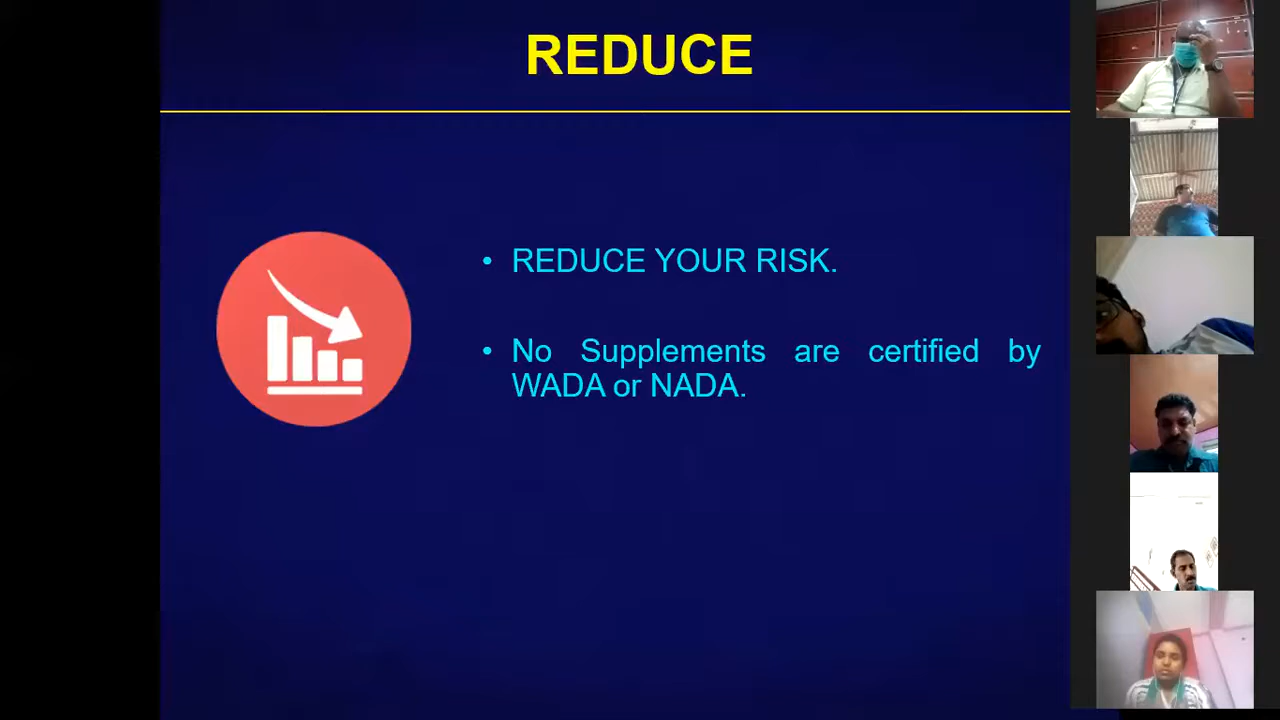 REDUCE
• REDUCE YOUR RISK.
• No Supplements are certified by
WADA or NADA.